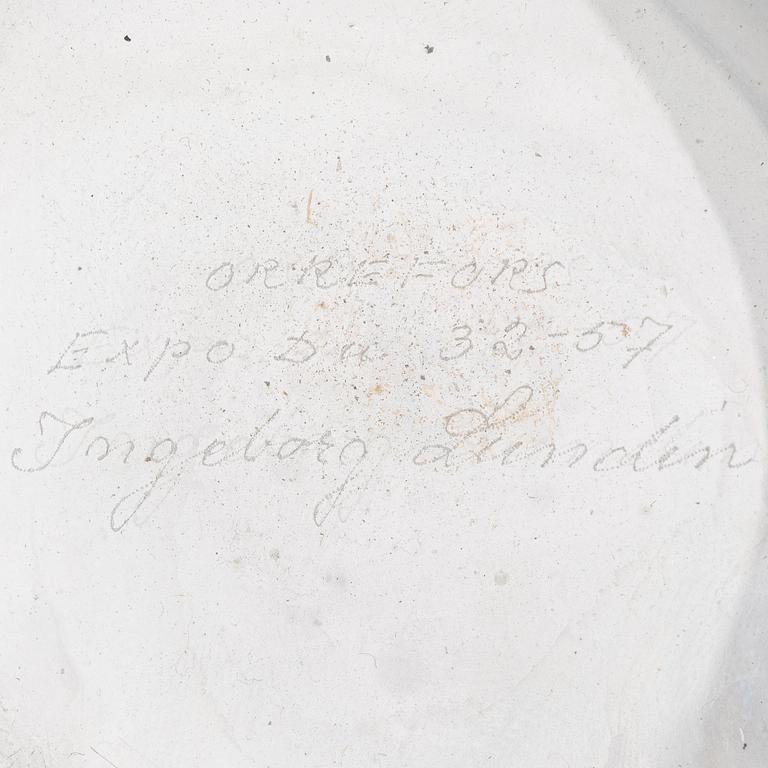 ORREFORS
Expo Du 32-57
Ingeborg Lundin